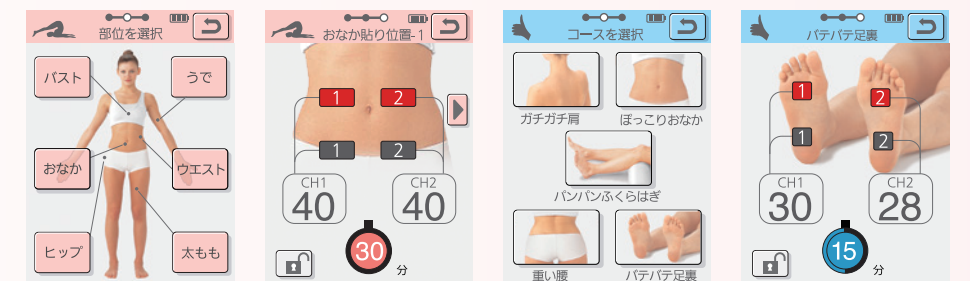 部位を選択
バスト
うで
おなか
ウエスト
ヒップ
太もも
おなか貼り位置-1
1
2
1
2
CH1
40
CH2
40
30
分
コースを選択
ガチガチ肩
ぽっこりおなか
パンパンふくらはぎ
重い腰
パテパテ足裏
パテパテ足裏
1
2
1
2
CH1
30
CH2
28
15
分